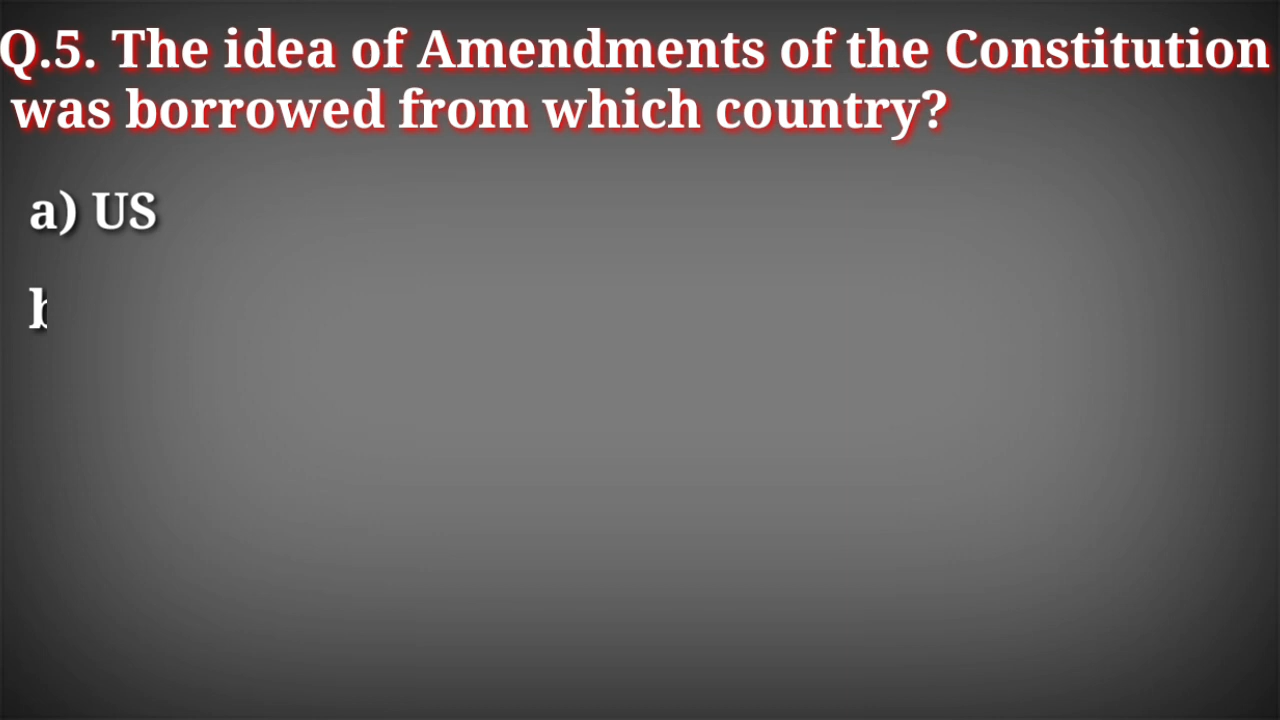 Q.5. The idea of Amendments of the Constitution
was borrowed from which country?
a) US